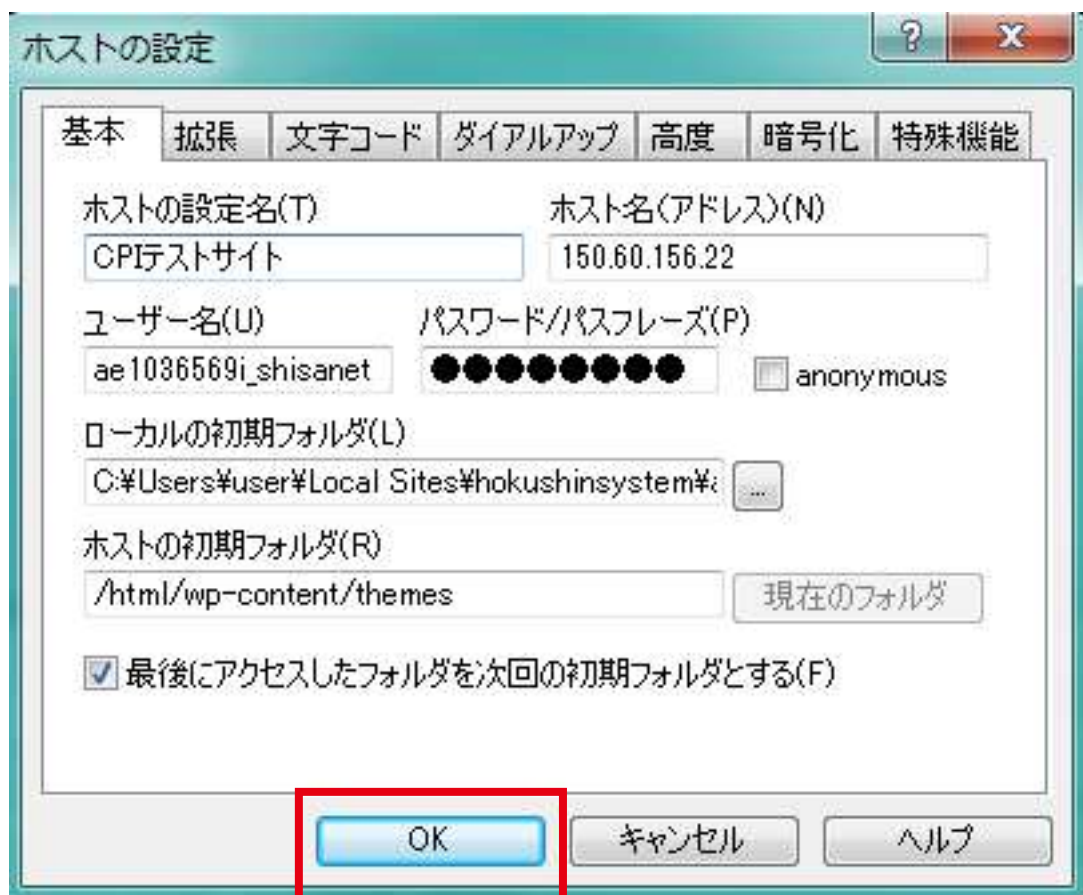 ホストの設定
?
基本 拡張 文字コード ダイアルアップ 高度 暗号化 特殊機能
ホストの設定名(T) ホスト名(アドレス)(N)
CPIテストサイト 150.60.156.22
ユーザー名(U) パスワード/パスフレーズ(P)
ae1036569i_shisanet ●●●●●●●● anonymous
ローカルの初期フォルダ(L)
C:¥Users¥user¥Local Sites¥hokushinsystem¥ ...
ホストの初期フォルダ(R)
/html/wp-content/themes 現在のフォルダ
最後にアクセスしたフォルダを次回の初期フォルダとする(F)
OK キャンセル ヘルプ